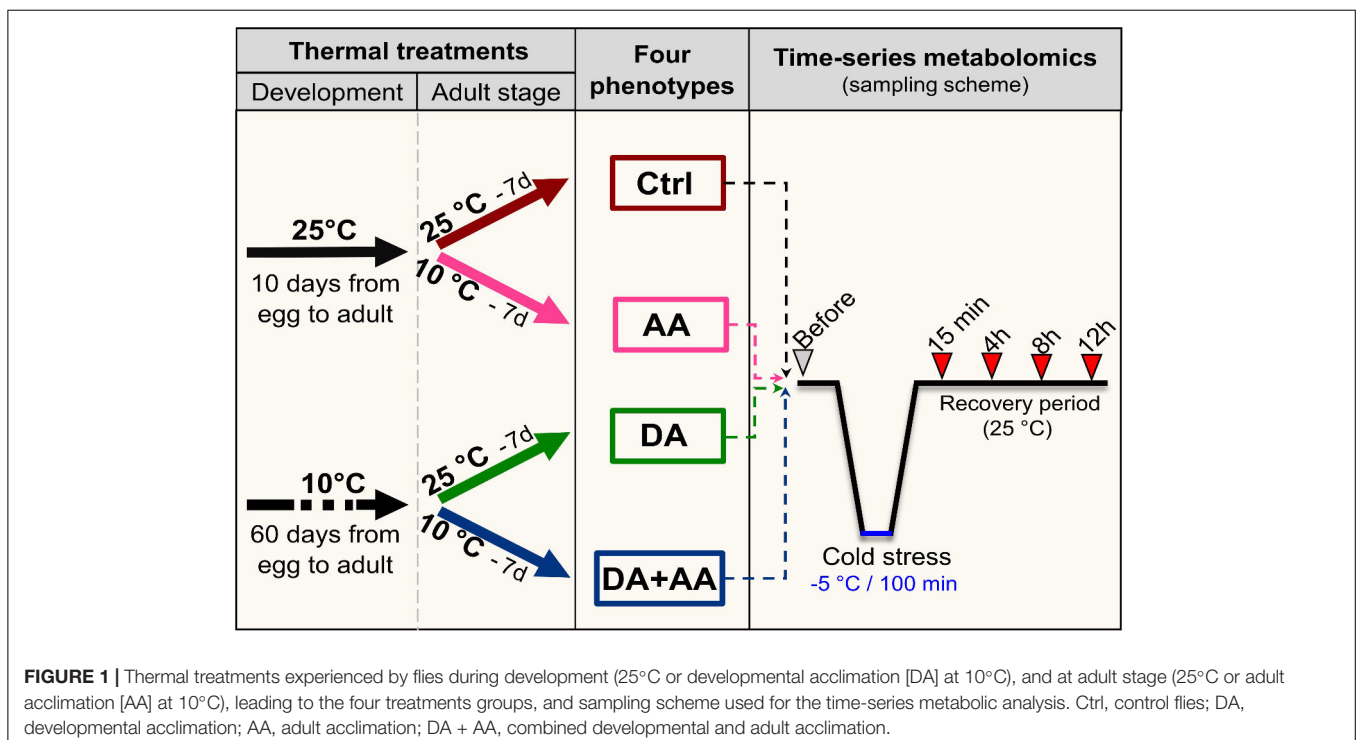 Thermal treatments
Development
Adult stage
Four
phenotypes
Time-series metabolomics
(sampling scheme)
25°C
10 days from
egg to adult
25 °C - 7d
10 °C - 7d
10°C
60 days from
egg to adult
25 °C - 7d
10 °C - 7d
Ctrl
AA
DA
DA+AA
Before
15 min
4h
8h
12h
Recovery period
(25 °C)
Cold stress
-5 °C / 100 min
FIGURE 1 | Thermal treatments experienced by flies during development (25°C or developmental acclimation [DA] at 10°C), and at adult stage (25°C or adult
acclimation [AA] at 10°C), leading to the four treatments groups, and sampling scheme used for the time-series metabolic analysis. Ctrl, control flies; DA,
developmental acclimation; AA, adult acclimation; DA + AA, combined developmental and adult acclimation.